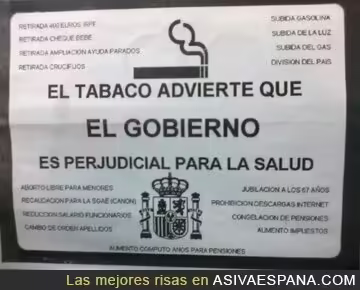 RETIRADA 400 EUROS IRPF
RETIRADA CHEQUE BEBE
RETIRADA AMPLIACION AYUDA PARADOS
RETIRADA CRUCIFIJOS
SUBIDA GASOLINA
SUBIDA DE LA LUZ
SUBIDA DEL GAS
DIVISION DEL PAIS
EL TABACO ADVIERTE QUE
EL GOBIERNO
ES PERJUDICIAL PARA LA SALUD
ABORTO LIBRE PARA MENORES
RECAUDACION PARA LA SGAE (CANON)
REDUCCION SALARIO FUNCIONARIOS
CAMBIO DE ORDEN APELLIDOS
JUBILACION A LOS 67 AÑOS
PROHIBICION DESCARGAS INTERNET
CONGELACION DE PENSIONES
AUMENTO IMPUESTOS
AUMENTO COMPUTO AÑOS PARA PENSIONES
Las mejores risas en ASIVAESPANA.COM